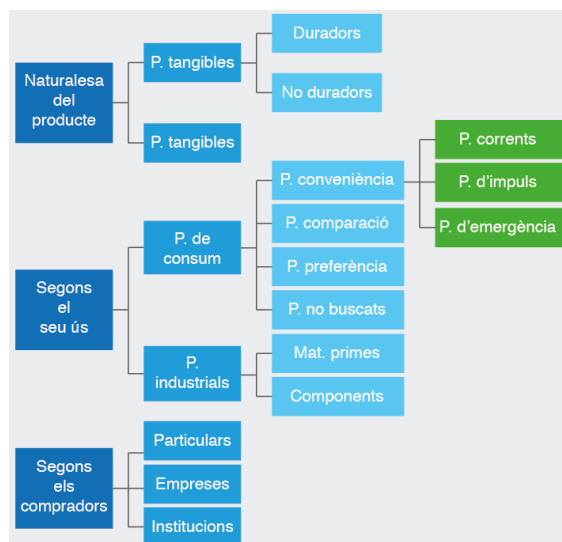 Naturalesa
del
producte
P. tangibles
Duradors
No duradors
P. tangibles
Segons
el
seu ús
P. de
consum
P. conveniència
P. corrents
P. d'impuls
P. d'emergència
P. comparació
P. preferència
P. no buscats
P.
industrials
Mat. primes
Components
Segons
els
compradors
Particulars
Empreses
Institucions